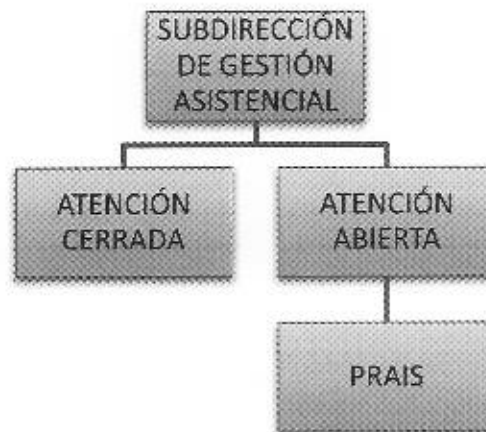 SUBDIRECCIÓN
DE GESTIÓN
ASISTENCIAL
ATENCIÓN
CERRADA
ATENCIÓN
ABIERTA
PRAIS